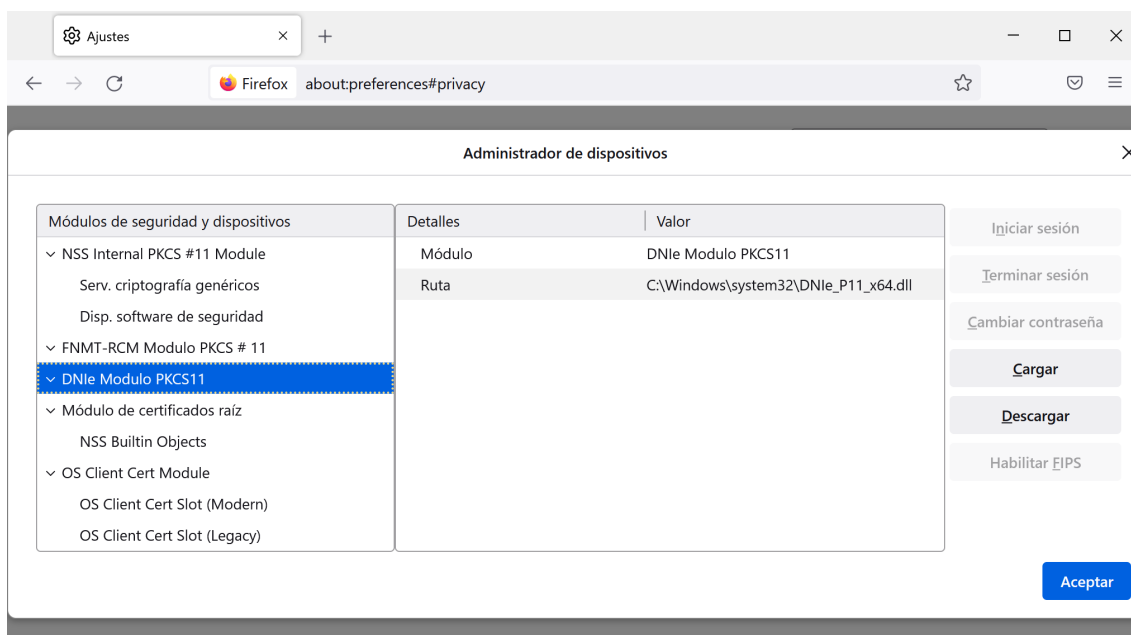 Ajustes
Firefox about:preferences#privacy
Administrador de dispositivos
Módulos de seguridad y dispositivos
NSS Internal PKCS #11 Module
Serv. criptografía genéricos
Disp. software de seguridad
FNMT-RCM Modulo PKCS # 11
DNIe Modulo PKCS11
Módulo de certificados raíz
NSS Builtin Objects
OS Client Cert Module
OS Client Cert Slot (Modern)
OS Client Cert Slot (Legacy)
Detalles Valor
Módulo DNIe Modulo PKCS11
Ruta C:\Windows\system32\DNIe_P11_x64.dll
Iniciar sesión
Terminar sesión
Cambiar contraseña
Cargar
Descargar
Habilitar FIPS
Aceptar